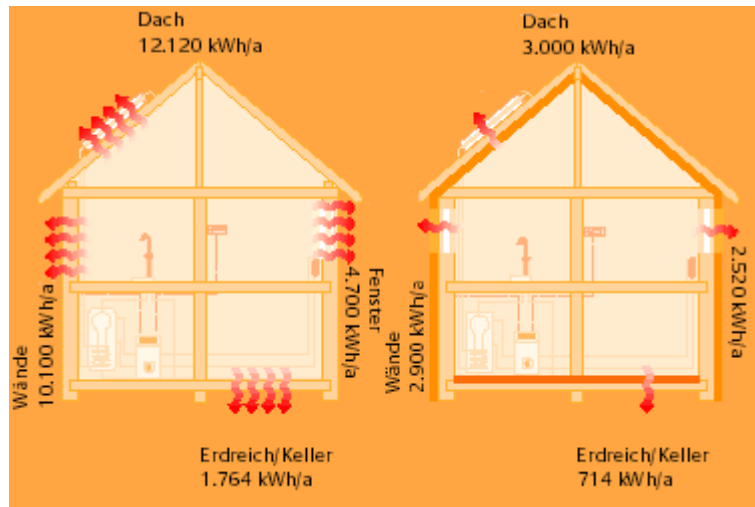 Dach
12.120 kWh/a
Wände
10.100 kWh/a
Fenster
4.700 kWh/a
Erdreich/Keller
1.764 kWh/a
Dach
3.000 kWh/a
Wände
2.900 kWh/a
2.520 kWh/a
Erdreich/Keller
714 kWh/a